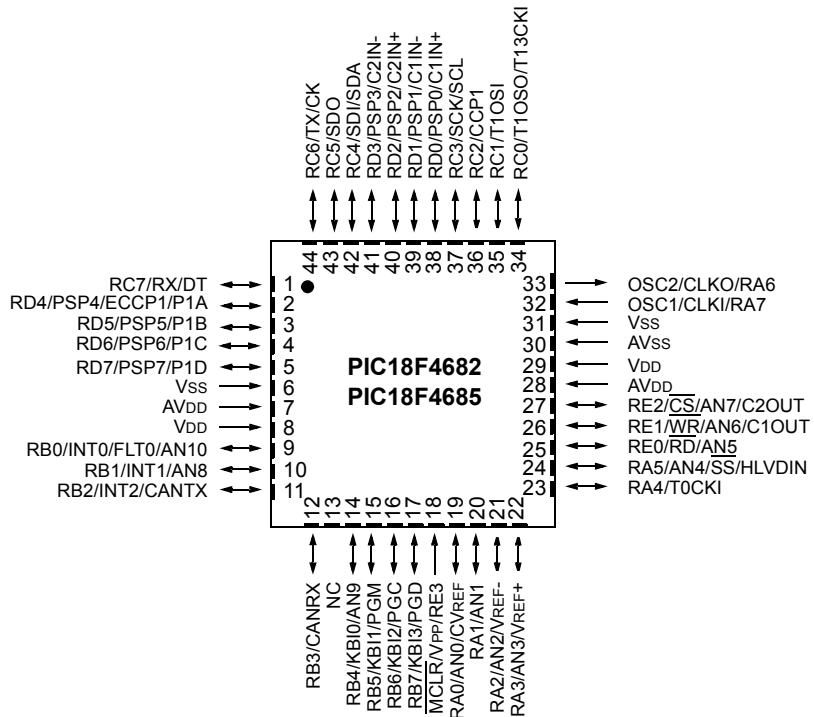 RC6/TX/CK
RC5/SDO
RC4/SDI/SDA
RD3/PSP3/C2IN-
RD2/PSP2/C2IN+
RD1/PSP1/C1IN-
RD0/PSP0/C1IN+
RC3/SCK/SCL
RC2/CCP1
RC1/T1OSI
RC0/T1OSO/T13CKI
44
43
42
41
40
39
38
37
36
35
34
RC7/RX/DT 1
RD4/PSP4/ECCP1/P1A 2
RD5/PSP5/P1B 3
RD6/PSP6/P1C 4
RD7/PSP7/P1D 5
VSS 6
AVDD 7
VDD 8
RB0/INT0/FLT0/AN10 9
RB1/INT1/AN8 10
RB2/INT2/CANTX 11
PIC18F4682
PIC18F4685
33 OSC2/CLKO/RA6
32 OSC1/CLKI/RA7
31 VSS
30 AVSS
29 VDD
28 AVDD
27 RE2/CS/AN7/C2OUT
26 RE1/WR/AN6/C1OUT
25 RE0/RD/AN5
24 RA5/AN4/SS/HLVDIN
23 RA4/T0CKI
12
13
14
15
16
17
18
19
20
21
22
RB3/CANRX
NC
RB4/KBI0/AN9
RB5/KBI1/PGM
RB6/KBI2/PGC
RB7/KBI3/PGD
MCLR/VPP/RE3
RA0/AN0/CVREF
RA1/AN1
RA2/AN2/VREF-
RA3/AN3/VREF+